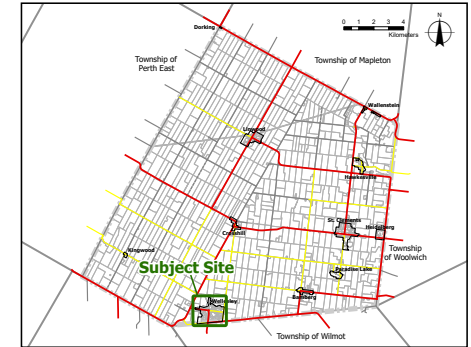 N
0 1 2 3 4
Kilometers
Dorking
Township of
Perth East
Township of Mapleton
Wallenstein
Linwood
Hawkesville
St. Clements
Heidelberg
Crosshill
Township
of Woolwich
Kingwood
Paradise Lake
Subject Site
Bamberg
Wellesley
Township of Wilmot